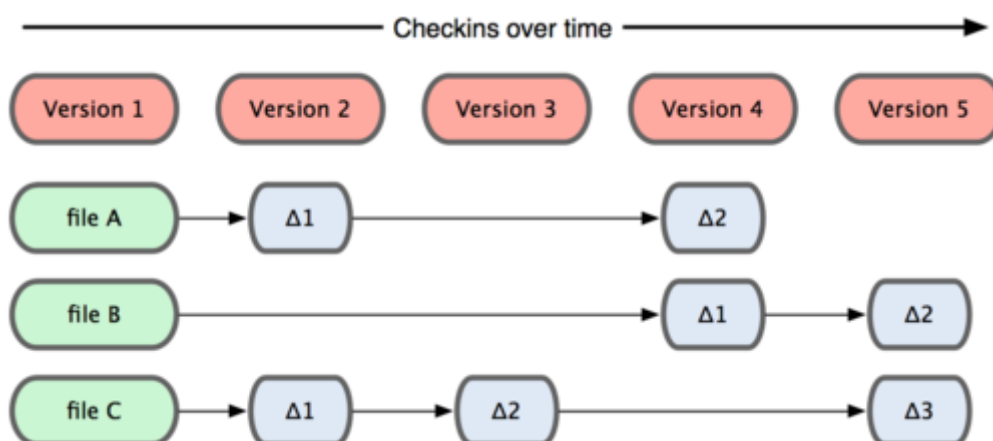 Checkins over time
Version 1 Version 2 Version 3 Version 4 Version 5
file A Δ1 Δ2
file B Δ1 Δ2
file C Δ1 Δ2 Δ3